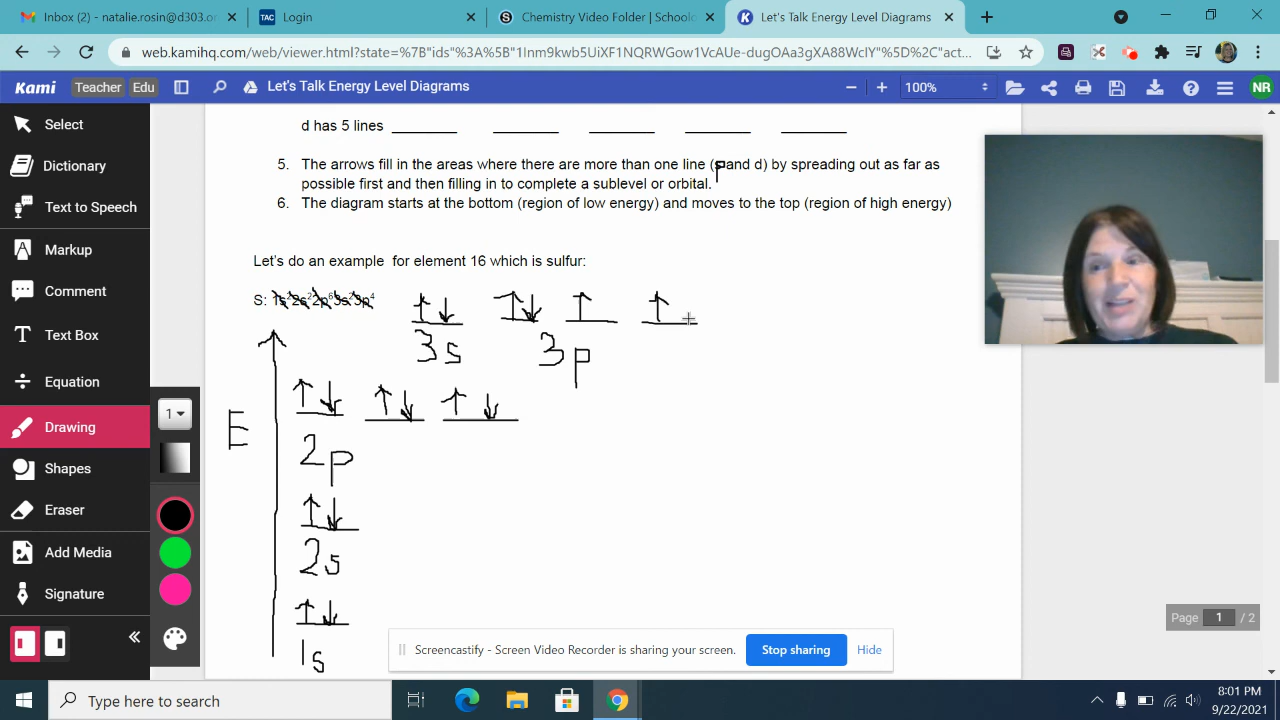 Inbox (2) - natalie.rosin@d303.or
Login
Chemistry Video Folder | Schoolo
Let's Talk Energy Level Diagrams
web.kamihq.com/web/viewer.html?state=%7B"ids"%3A%5B"1lnm9kwb5UiXF1NQRWGow1VcAUe-dugOAa3gXA88WclY"%5D%2C"act...
Kami Teacher Edu Let's Talk Energy Level Diagrams 100% NR
Select
Dictionary
Text to Speech
Markup
Comment
Text Box
Equation
Drawing
1
Shapes
Eraser
Add Media
Signature
d has 5 lines
5. The arrows fill in the areas where there are more than one line (p and d) by spreading out as far as
possible first and then filling in to complete a sublevel or orbital.
6. The diagram starts at the bottom (region of low energy) and moves to the top (region of high energy)
Let's do an example for element 16 which is sulfur:
S: 1s²2s²2p⁶3s²3p⁴
↑↓ ↑↓ ↑ ↑
3s 3p
↑↓ ↑↓ ↑↓
E
2p
↑↓
2s
↑↓
1s
Page 1 / 2
Screencastify - Screen Video Recorder is sharing your screen. Stop sharing Hide
Type here to search
8:01 PM
9/22/2021